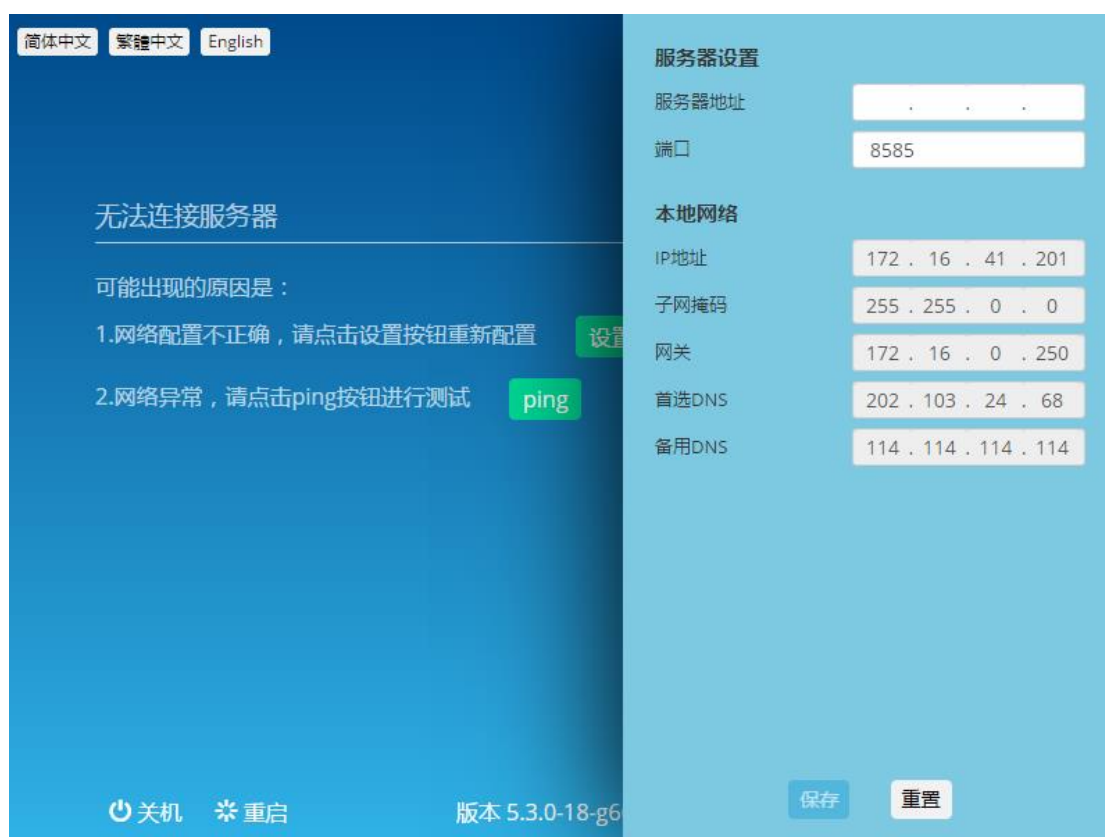 简体中文 繁體中文 English
无法连接服务器
可能出现的原因是：
1.网络配置不正确，请点击设置按钮重新配置 设置
2.网络异常，请点击ping按钮进行测试 ping
关机 重启 版本 5.3.0-18-g6
服务器设置
服务器地址 . . .
端口 8585
本地网络
IP地址 172 . 16 . 41 . 201
子网掩码 255 . 255 . 0 . 0
网关 172 . 16 . 0 . 250
首选DNS 202 . 103 . 24 . 68
备用DNS 114 . 114 . 114 . 114
保存 重置